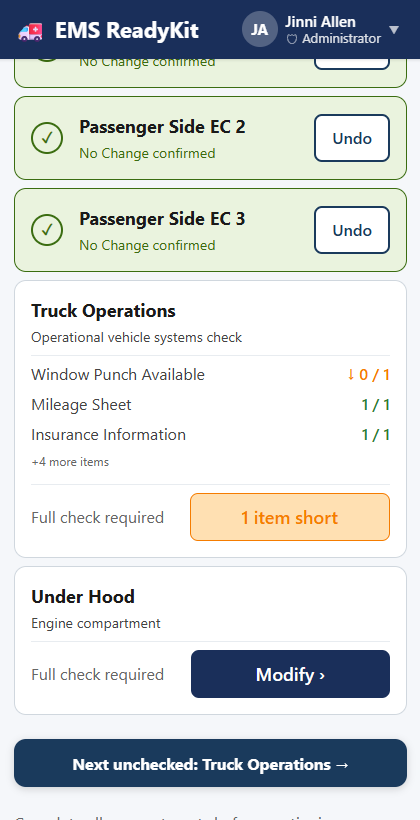 EMS ReadyKit
JA
Jinni Allen
Administrator ▼
No Change confirmed
Passenger Side EC 2
No Change confirmed
Undo
Passenger Side EC 3
No Change confirmed
Undo
Truck Operations
Operational vehicle systems check
Window Punch Available ↓ 0 / 1
Mileage Sheet 1 / 1
Insurance Information 1 / 1
+4 more items
Full check required 1 item short
Under Hood
Engine compartment
Full check required Modify ›
Next unchecked: Truck Operations →